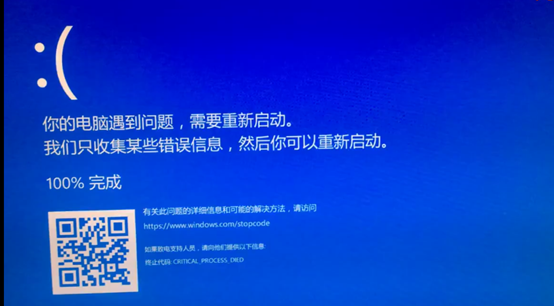 :(
你的电脑遇到问题，需要重新启动。
我们只收集某些错误信息，然后你可以重新启动。
100% 完成
有关此问题的详细信息和可能的解决方法，请访问
https://www.windows.com/stopcode
如果致电支持人员，请向他们提供以下信息:
终止代码: CRITICAL_PROCESS_DIED